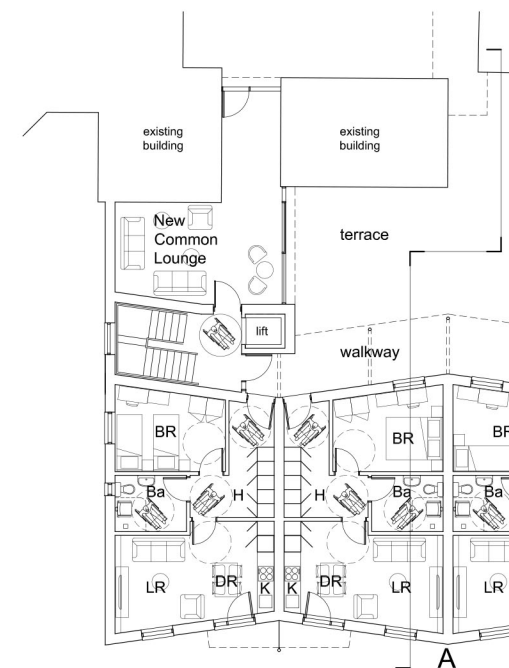 existing
building
existing
building
New
Common
Lounge
terrace
lift
walkway
BR
BR
BR
Ba
H
H
Ba
Ba
LR
DR
K
K
DR
LR
LR
A